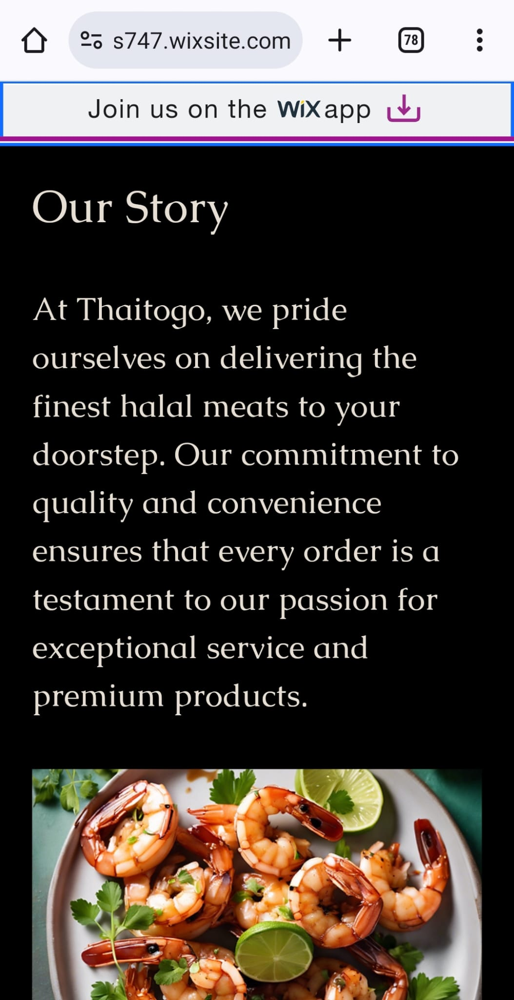 s747.wixsite.com
78
Join us on the WiX app
Our Story
At Thaitogo, we pride
ourselves on delivering the
finest halal meats to your
doorstep. Our commitment to
quality and convenience
ensures that every order is a
testament to our passion for
exceptional service and
premium products.